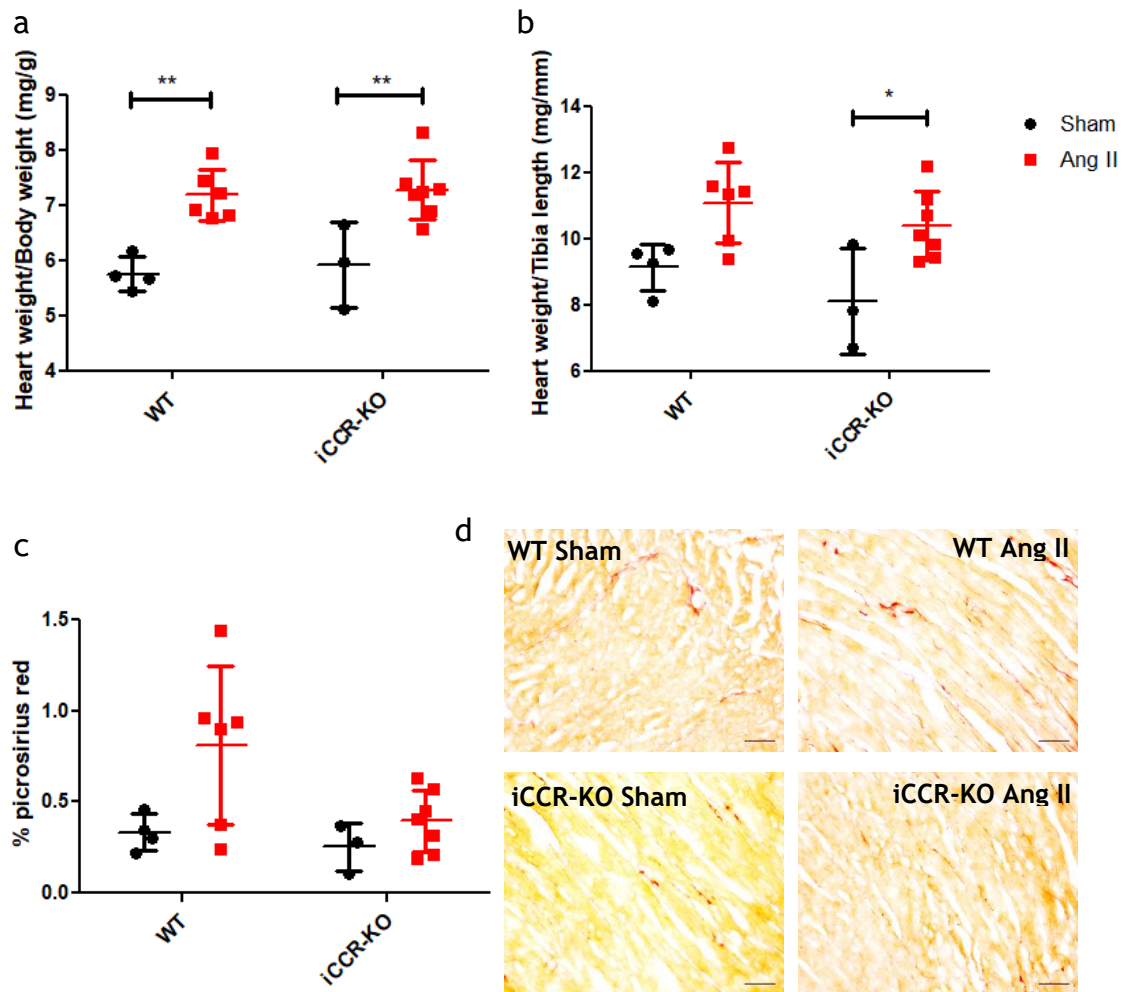 a
Heart weight/Body weight (mg/g)
9
8
7
6
5
4
**
**
WT
iCCR-KO
b
Heart weight/Tibia length (mg/mm)
14
12
10
8
6
*
WT
iCCR-KO
Sham
Ang II
c
% picrosirius red
1.5
1.0
0.5
0.0
WT
iCCR-KO
d
WT Sham
WT Ang II
iCCR-KO Sham
iCCR-KO Ang II